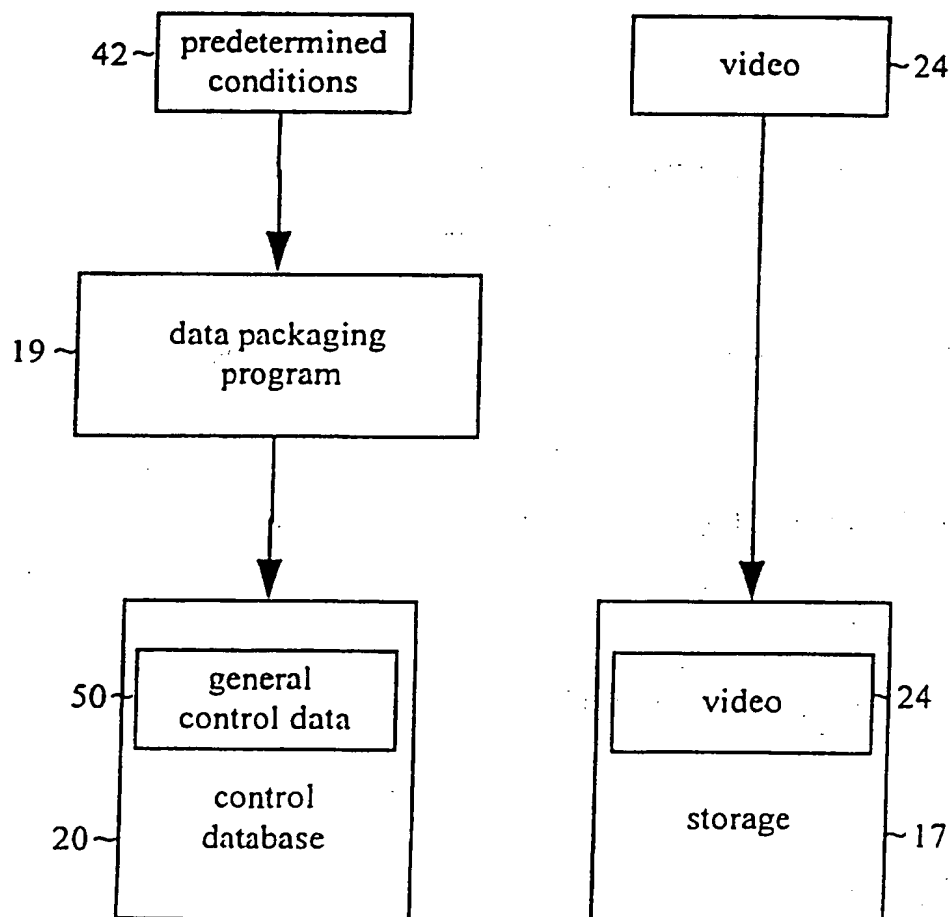 42
predetermined
conditions
video
24
19
data packaging
program
50
general
control data
video
24
control
database
20
storage
17